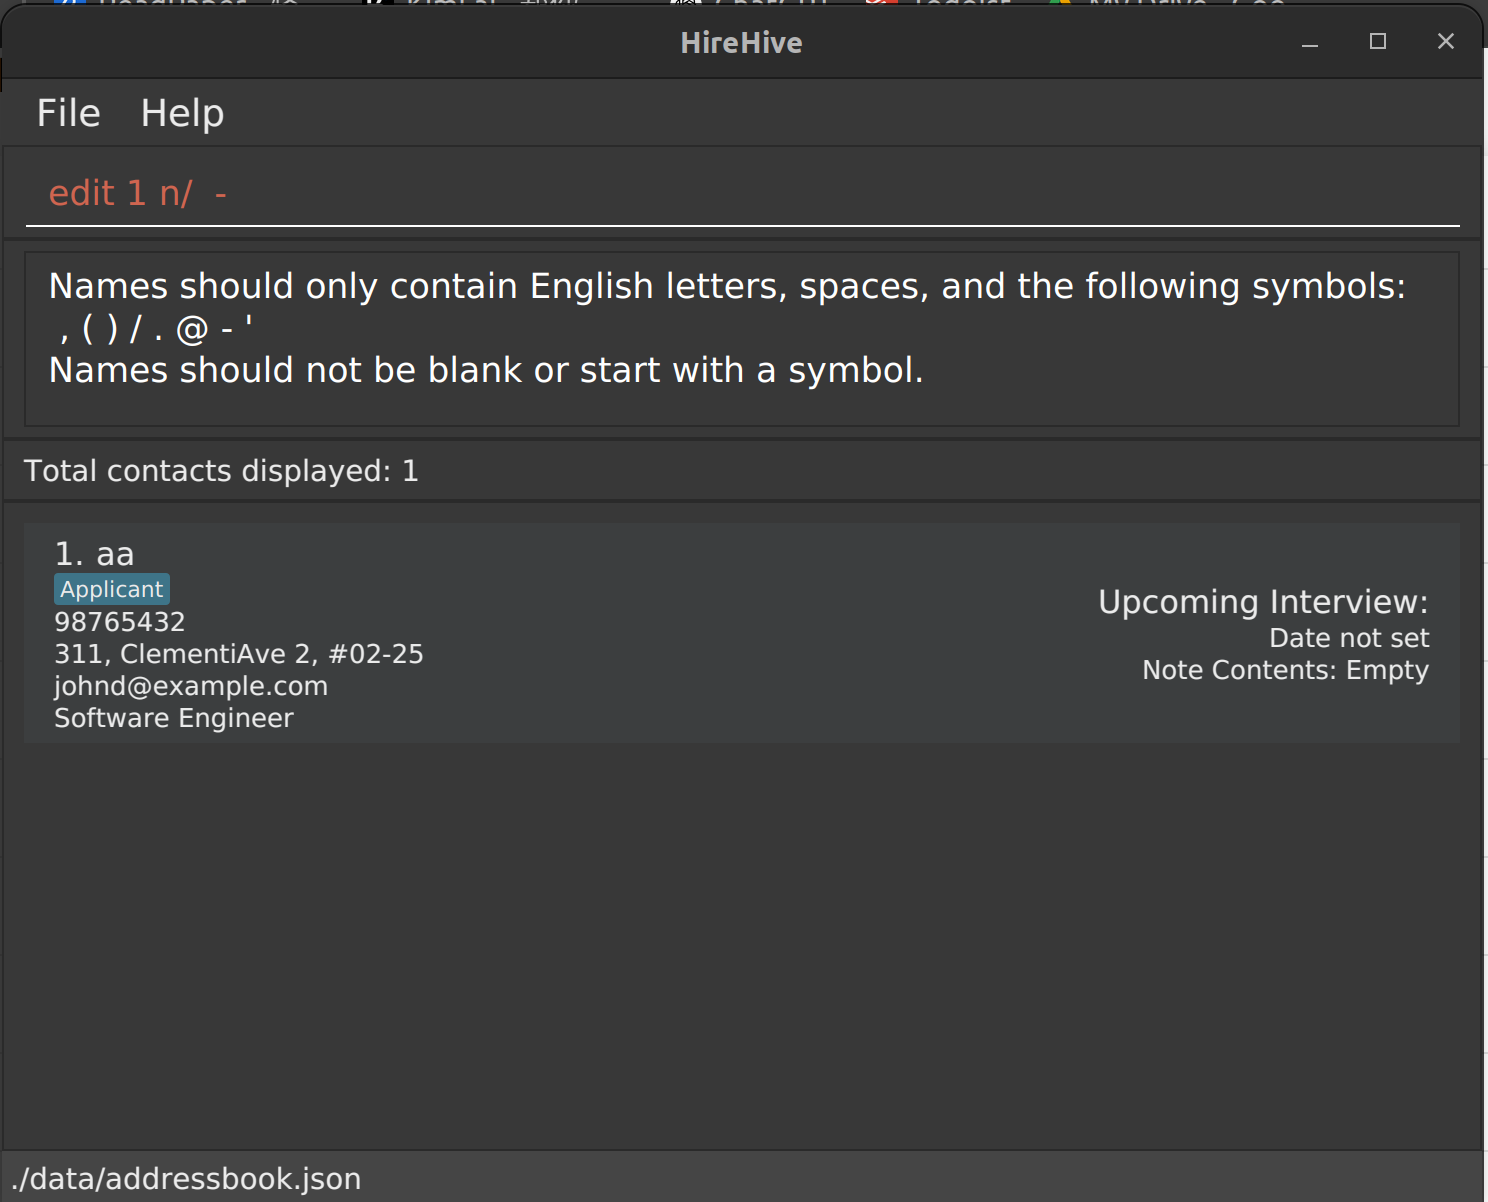 HireHive
File Help
edit 1 n/  -
Names should only contain English letters, spaces, and the following symbols:
, ( ) / . @ - '
Names should not be blank or start with a symbol.
Total contacts displayed: 1
1. aa
Applicant
98765432
311, ClementiAve 2, #02-25
johnd@example.com
Software Engineer
Upcoming Interview:
Date not set
Note Contents: Empty
./data/addressbook.json